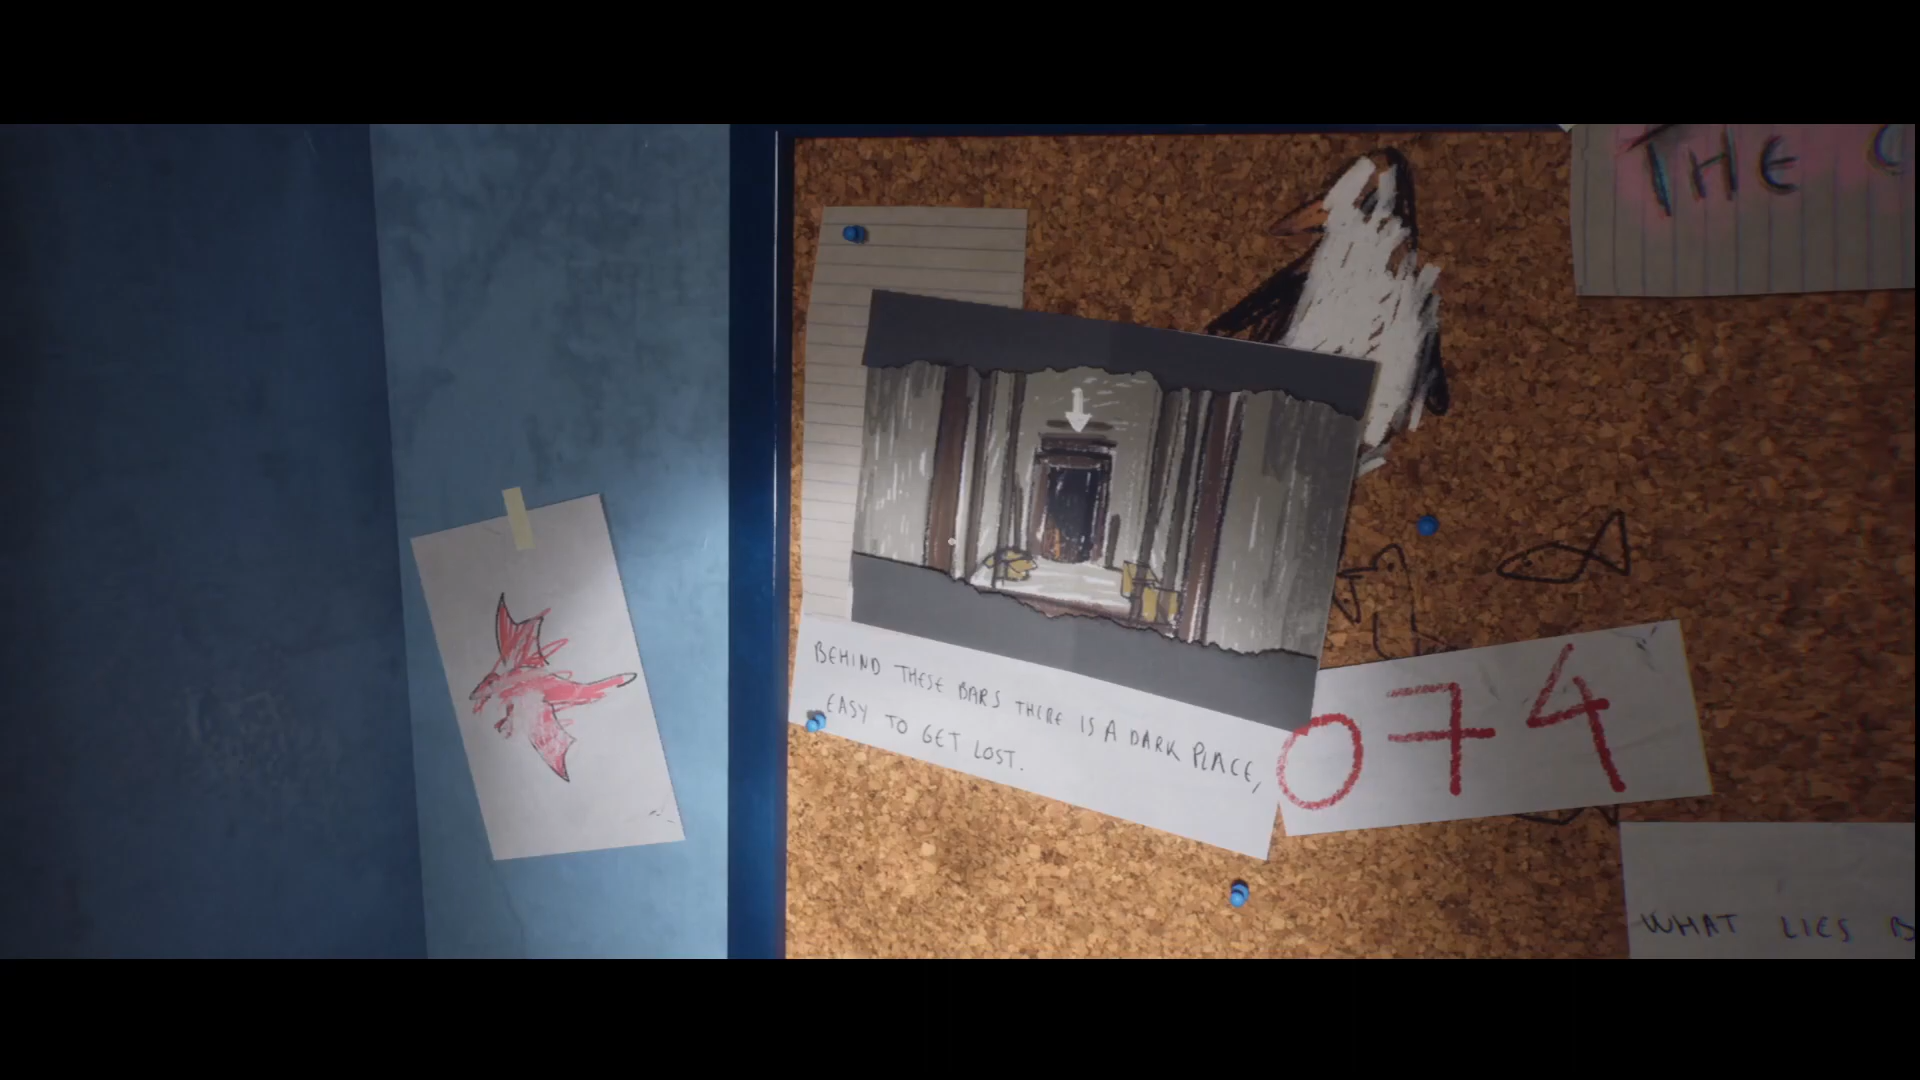 THE
BEHIND THESE BARS THERE IS A DARK PLACE,
EASY TO GET LOST.
074
WHAT LIES